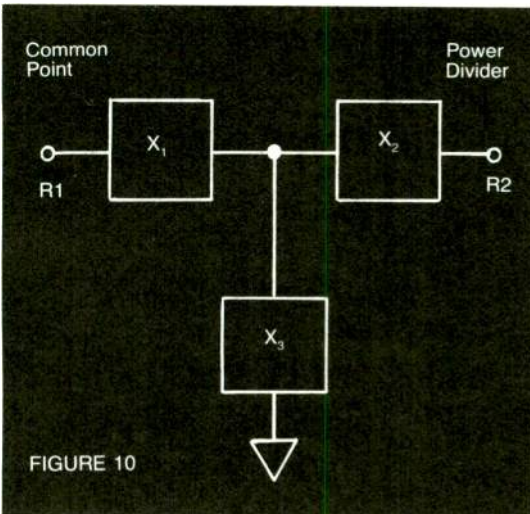 Common
Point
Power
Divider
X₁
X₂
R1
R2
X₃
FIGURE 10